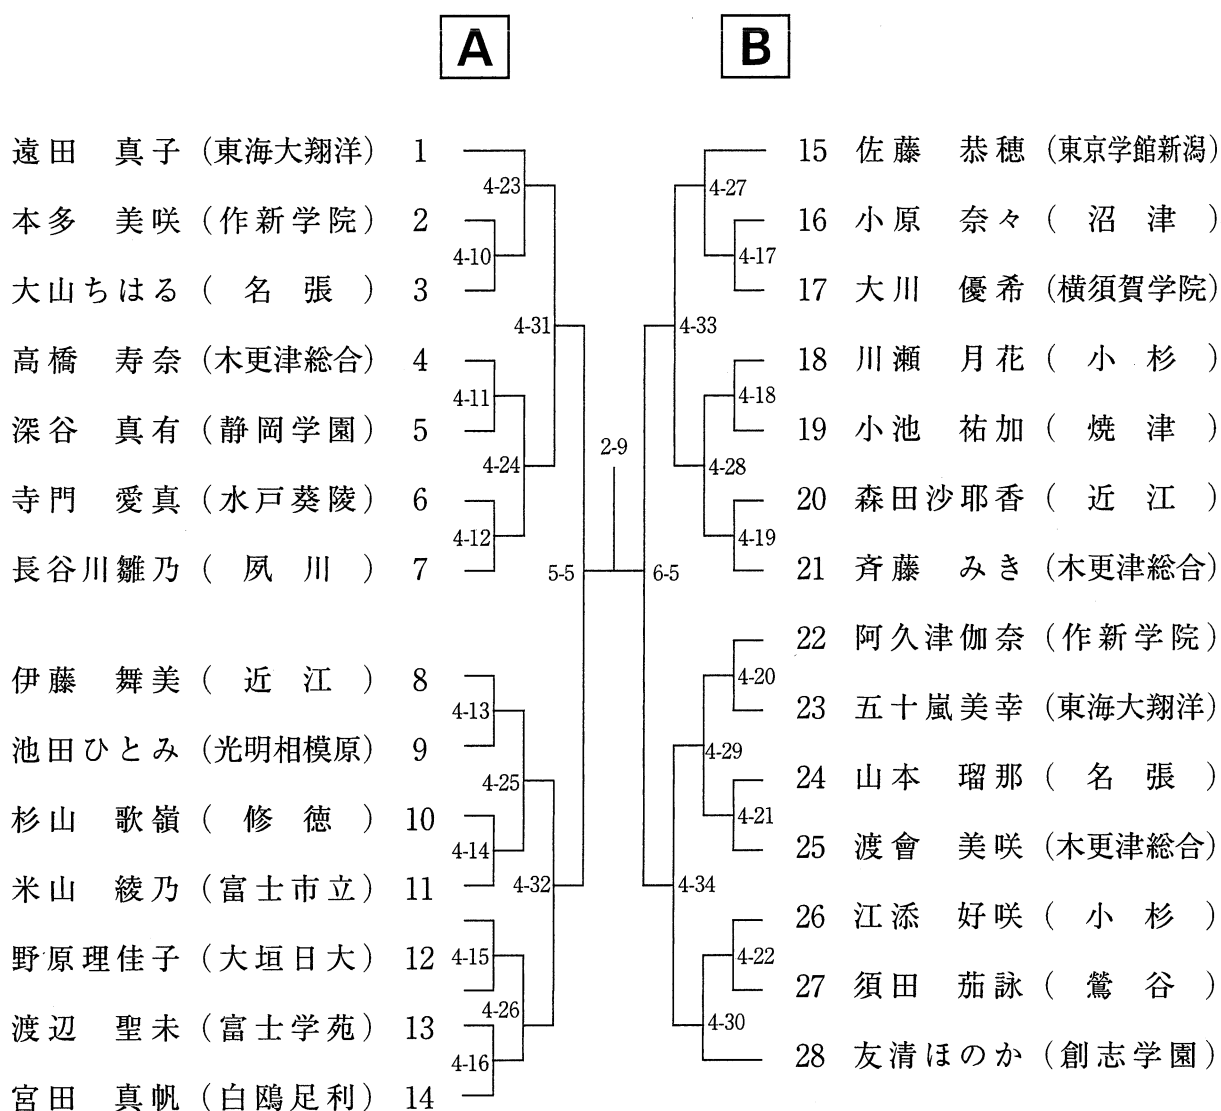 A
B
遠田 真子 (東海大翔洋) 1
本多 美咲 (作新学院) 2
大山ちはる ( 名 張 ) 3
高橋 寿奈 (木更津総合) 4
深谷 真有 (静岡学園) 5
寺門 愛真 (水戸葵陵) 6
長谷川雛乃 ( 夙 川 ) 7
伊藤 舞美 ( 近 江 ) 8
池田ひとみ (光明相模原) 9
杉山 歌嶺 ( 修 徳 ) 10
米山 綾乃 (富士市立) 11
野原理佳子 (大垣日大) 12
渡辺 聖未 (富士学苑) 13
宮田 真帆 (白鷗足利) 14
4-23
4-10
4-31
4-11
4-24
4-12
5-5
4-13
4-25
4-14
4-32
4-15
4-26
4-16
2-9
6-5
4-27
4-17
4-33
4-18
4-28
4-19
4-20
4-29
4-21
4-34
4-22
4-30
15 佐藤 恭穂 (東京学館新潟)
16 小原 奈々 ( 沼 津 )
17 大川 優希 (横須賀学院)
18 川瀬 月花 ( 小 杉 )
19 小池 祐加 ( 焼 津 )
20 森田沙耶香 ( 近 江 )
21 斉藤 みき (木更津総合)
22 阿久津伽奈 (作新学院)
23 五十嵐美幸 (東海大翔洋)
24 山本 瑠那 ( 名 張 )
25 渡會 美咲 (木更津総合)
26 江添 好咲 ( 小 杉 )
27 須田 茄詠 ( 鶯 谷 )
28 友清ほのか (創志学園)